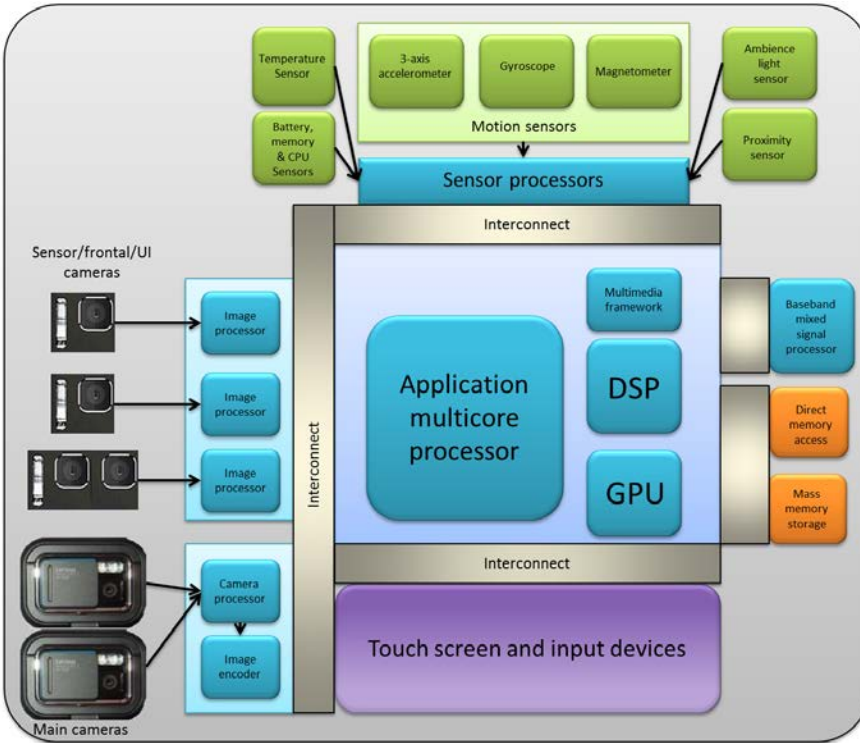 Temperature
Sensor
3-axis
accelerometer
Gyroscope
Magnetometer
Ambience
light
sensor
Battery,
memory
& CPU
Sensors
Motion sensors
Proximity
sensor
Sensor processors
Interconnect
Sensor/frontal/UI
cameras
Image
processor
Image
processor
Image
processor
Interconnect
Multimedia
framework
Application
multicore
processor
DSP
GPU
Baseband
mixed
signal
processor
Direct
memory
access
Mass
memory
storage
Interconnect
Camera
processor
Image
encoder
Touch screen and input devices
Main cameras